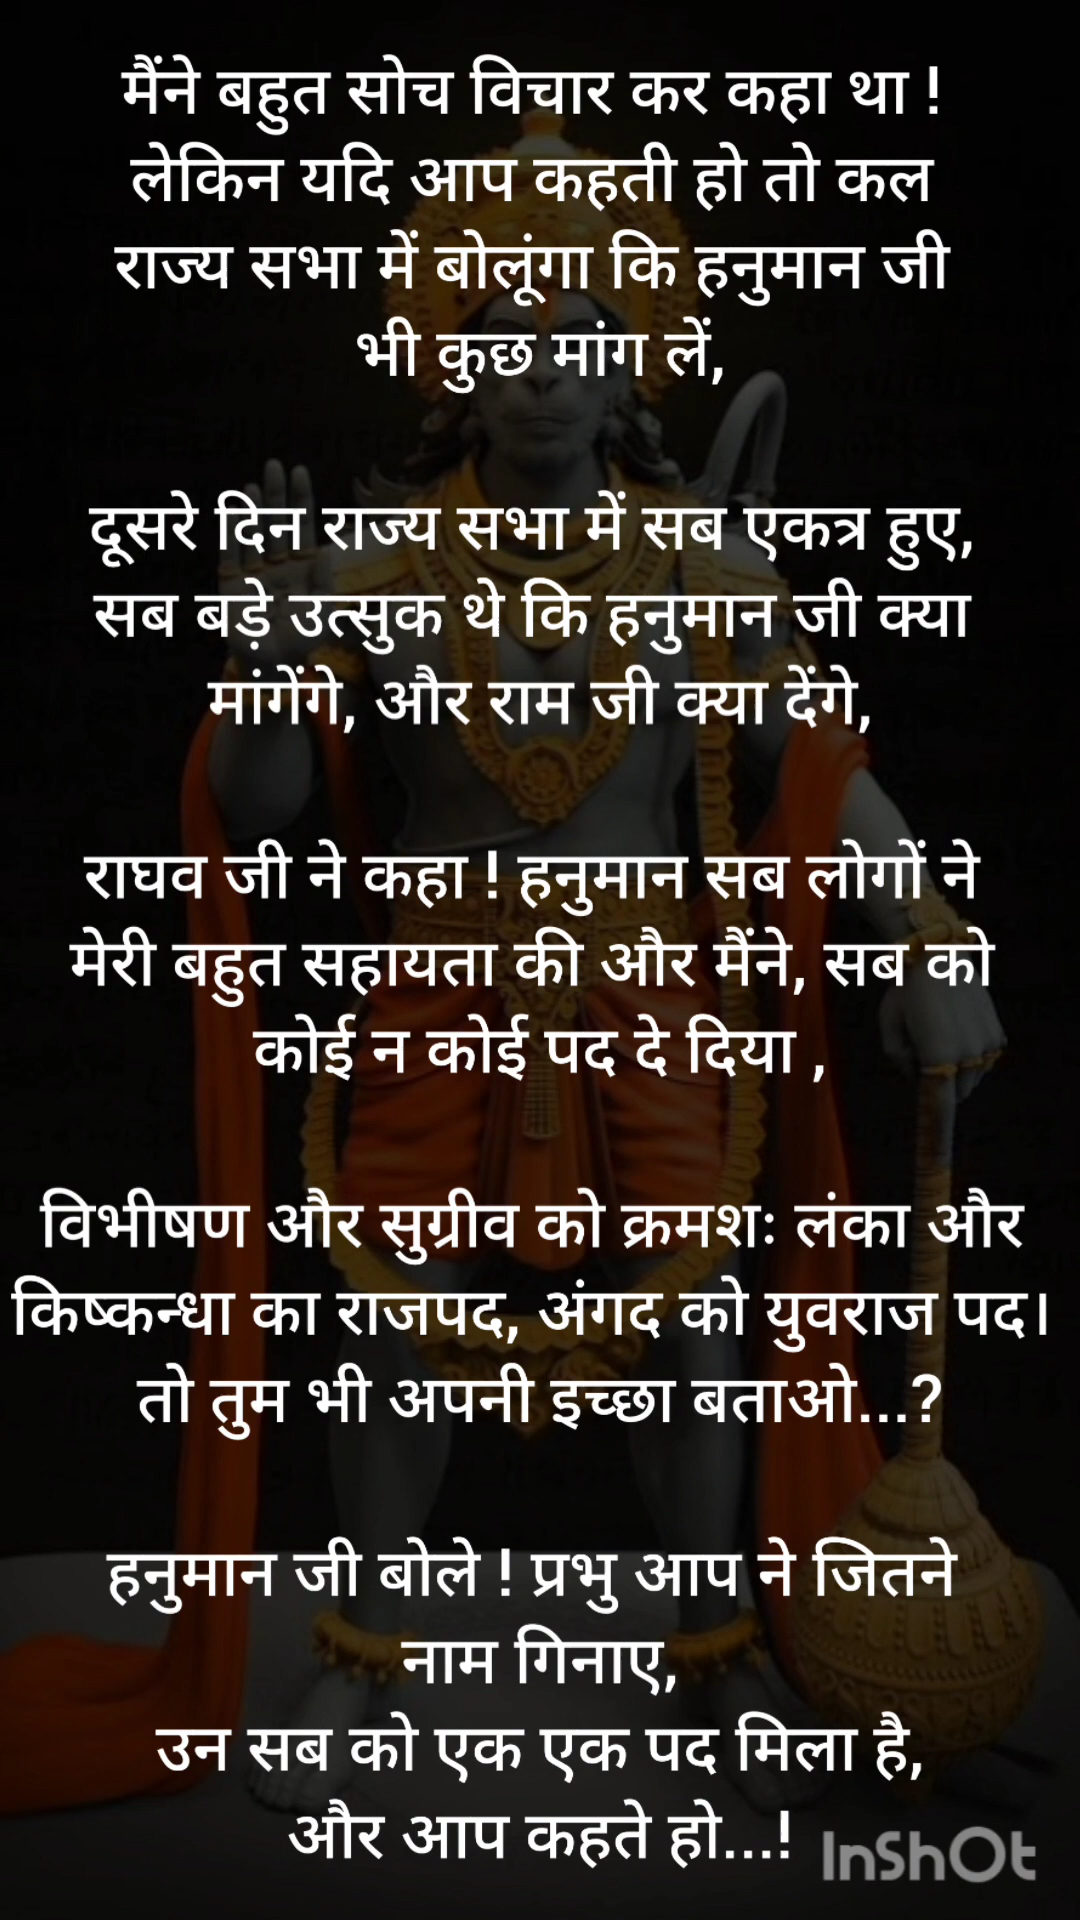 मैंने बहुत सोच विचार कर कहा था !
लेकिन यदि आप कहती हो तो कल
राज्य सभा में बोलूंगा कि हनुमान जी
भी कुछ मांग लें,
दूसरे दिन राज्य सभा में सब एकत्र हुए,
सब बड़े उत्सुक थे कि हनुमान जी क्या
मांगेंगे, और राम जी क्या देंगे,
राघव जी ने कहा ! हनुमान सब लोगों ने
मेरी बहुत सहायता की और मैंने, सब को
कोई न कोई पद दे दिया ,
विभीषण और सुग्रीव को क्रमशः लंका और
किष्कन्धा का राजपद, अंगद को युवराज पद।
तो तुम भी अपनी इच्छा बताओ...?
हनुमान जी बोले ! प्रभु आप ने जितने
नाम गिनाए,
उन सब को एक एक पद मिला है,
और आप कहते हो...!
InShOt